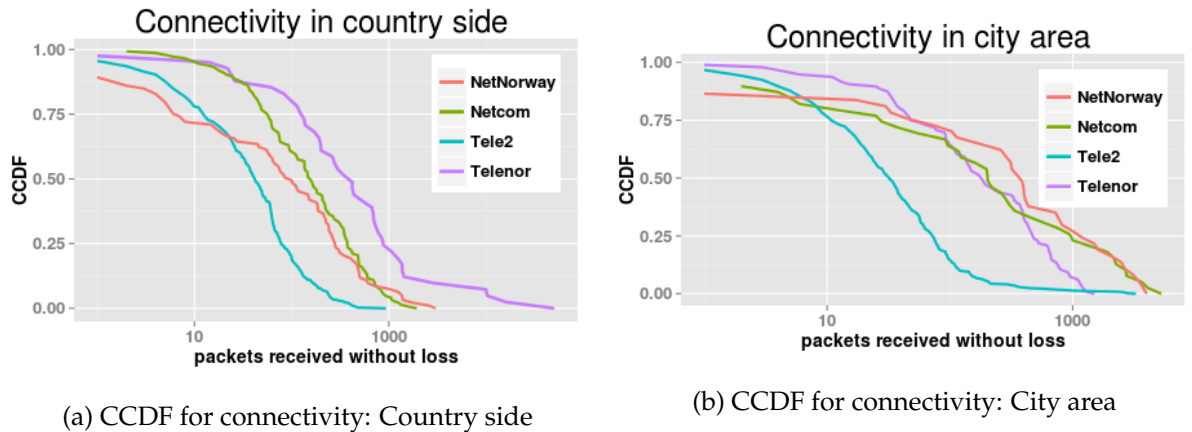 Connectivity in country side
1.00
0.75
0.50
0.25
0.00
CCDF
NetNorway
Netcom
Tele2
Telenor
10
1000
packets received without loss
(a) CCDF for connectivity: Country side
Connectivity in city area
1.00
0.75
0.50
0.25
0.00
CCDF
NetNorway
Netcom
Tele2
Telenor
10
1000
packets received without loss
(b) CCDF for connectivity: City area